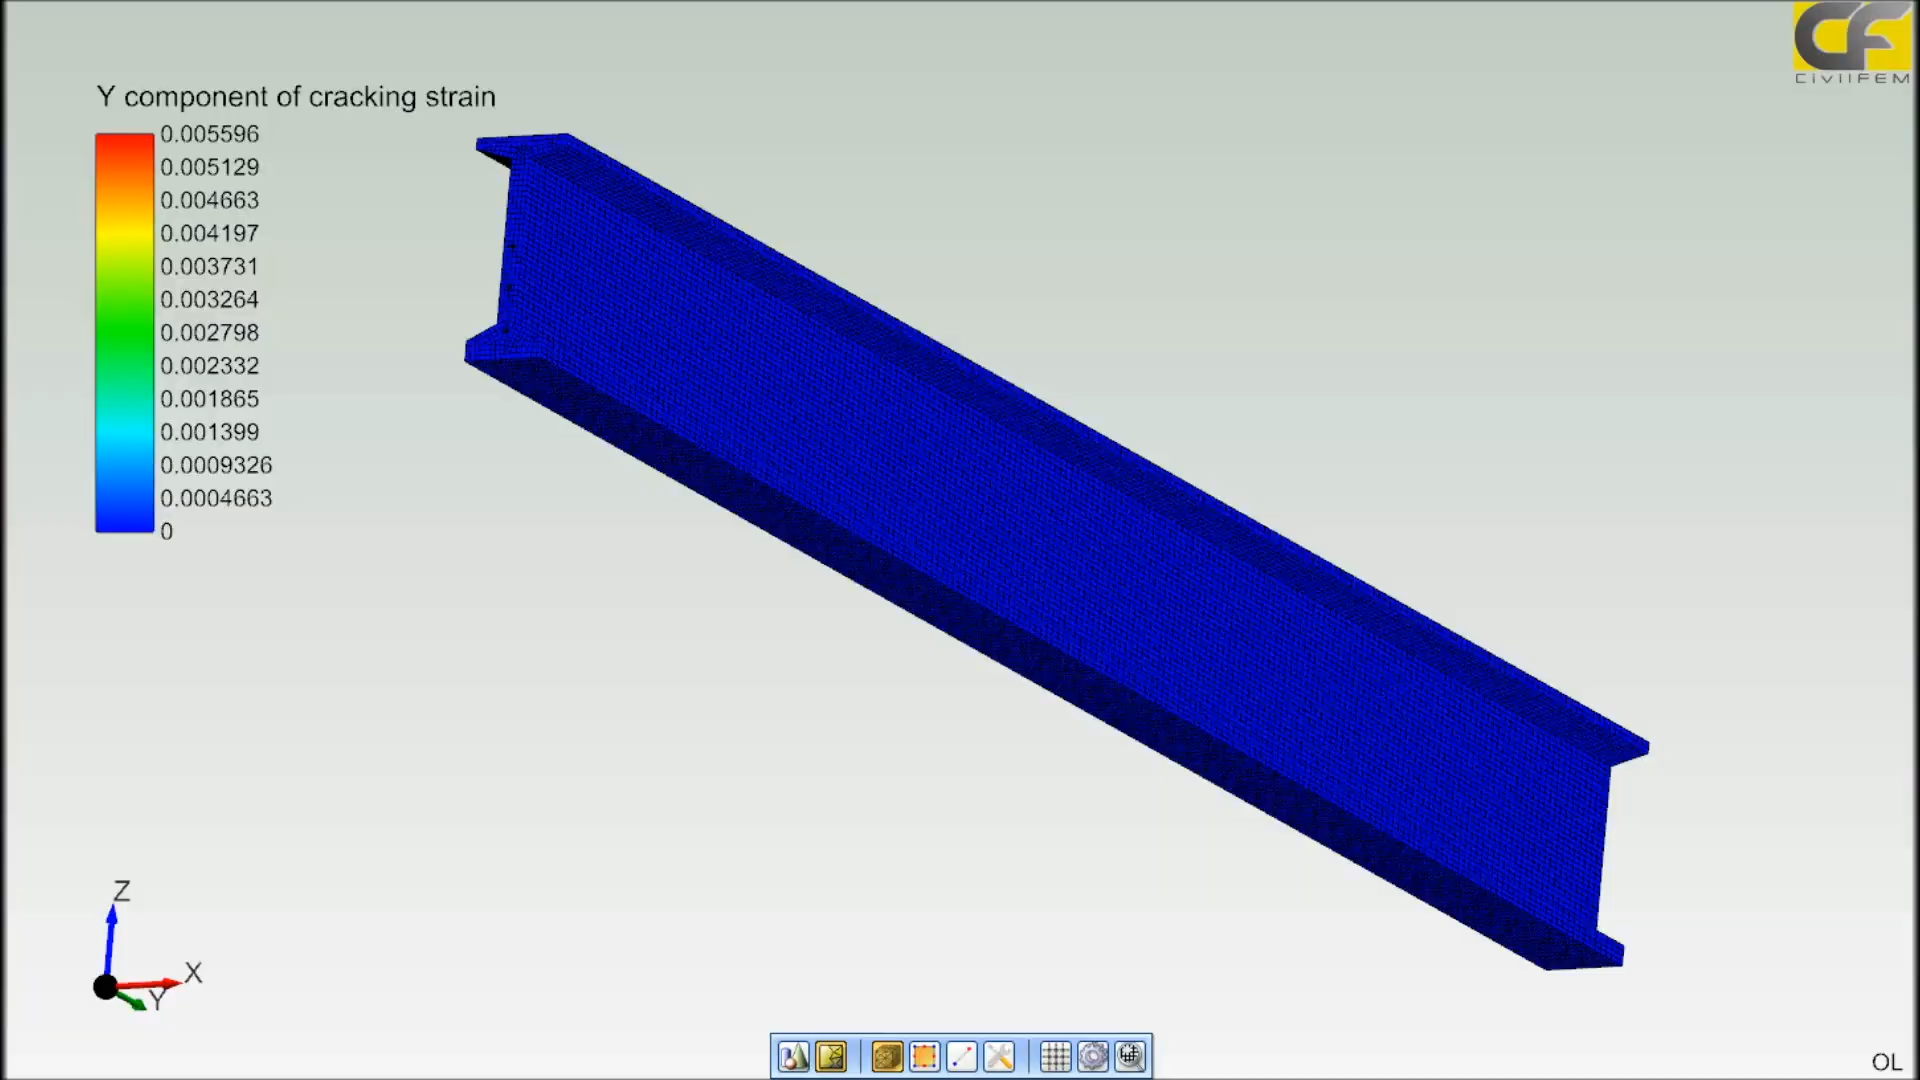 CF
CIVILFEM
Y component of cracking strain
0.005596
0.005129
0.004663
0.004197
0.003731
0.003264
0.002798
0.002332
0.001865
0.001399
0.0009326
0.0004663
0
Z
X
Y
OL